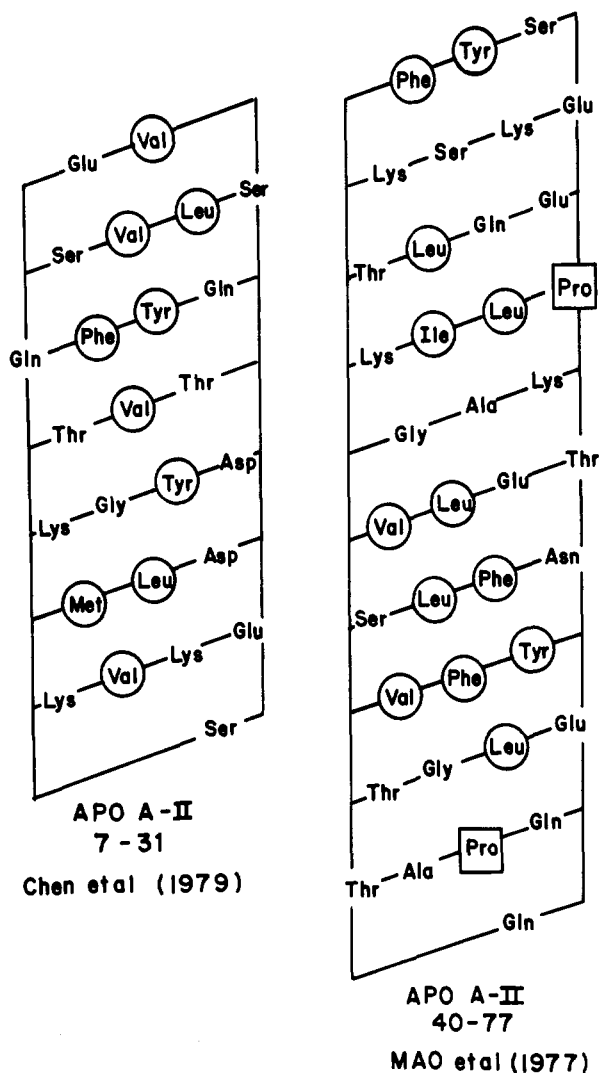 Glu Val
Ser Val Leu Ser
Gln Phe Tyr Gln
Thr Val Thr
Lys Gly Tyr Asp
Met Leu Asp
Lys Val Lys Glu
Ser
APO A-II
7-31
Chen et al (1979)
Phe Tyr Ser
Lys Ser Lys Glu
Thr Leu Gln Glu
Lys Ile Leu Pro
Gly Ala Lys
Val Leu Glu Thr
Ser Leu Phe Asn
Val Phe Tyr
Thr Gly Leu Glu
Thr Ala Pro Gln
Gln
APO A-II
40-77
MAO et al (1977)